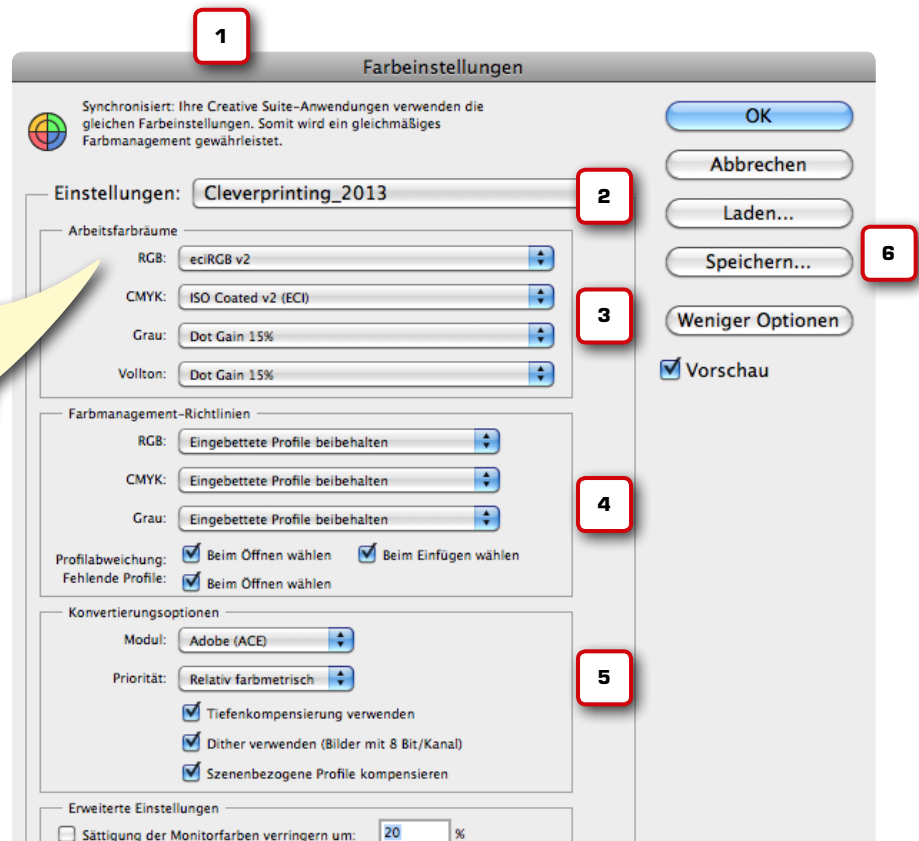 1
Farbeinstellungen
Synchronisiert: Ihre Creative Suite-Anwendungen verwenden die
gleichen Farbeinstellungen. Somit wird ein gleichmäßiges
Farbmanagement gewährleistet.
OK
Abbrechen
Einstellungen: Cleverprinting_2013 2
Laden...
Arbeitsfarbräume
RGB: eciRGB v2
Speichern... 6
CMYK: ISO Coated v2 (ECI)
3
Weniger Optionen
Grau: Dot Gain 15%
Vollton: Dot Gain 15%
Vorschau
Farbmanagement-Richtlinien
RGB: Eingebettete Profile beibehalten
CMYK: Eingebettete Profile beibehalten
4
Grau: Eingebettete Profile beibehalten
Profilabweichung: Beim Öffnen wählen Beim Einfügen wählen
Fehlende Profile: Beim Öffnen wählen
Konvertierungsoptionen
Modul: Adobe (ACE)
Priorität: Relativ farbmetrisch 5
Tiefenkompensierung verwenden
Dither verwenden (Bilder mit 8 Bit/Kanal)
Szenenbezogene Profile kompensieren
Erweiterte Einstellungen
Sättigung der Monitorfarben verringern um: 20 %